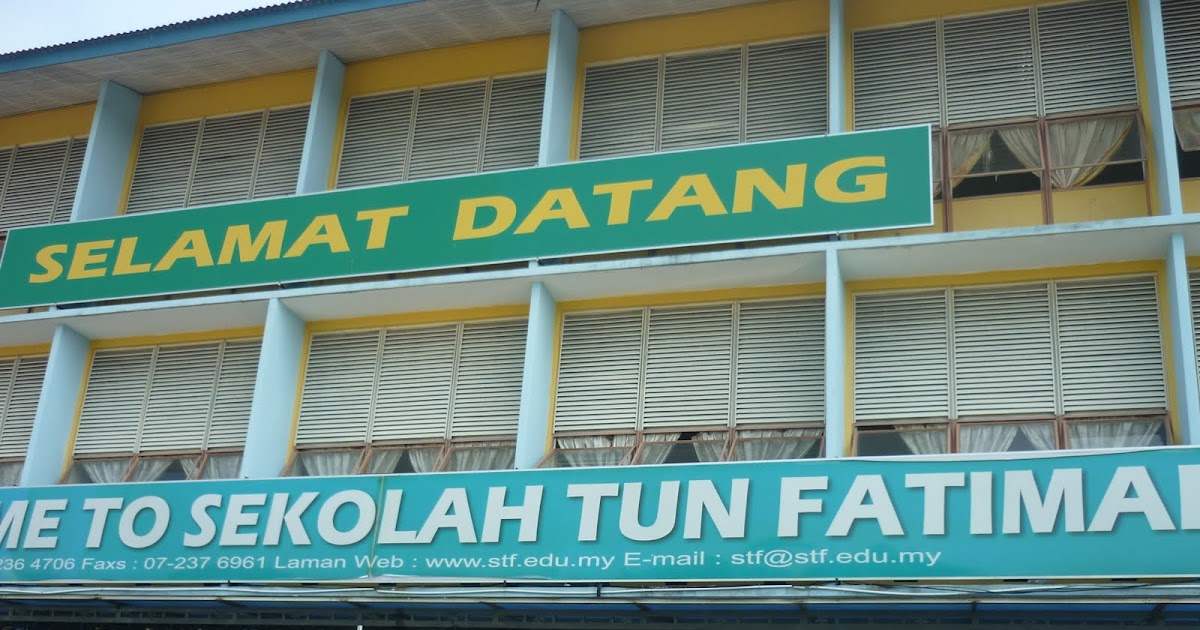 SELAMAT DATANG
ME TO SEKOLAH TUN FATIMA
236 4706 Faxs : 07-237 6961 Laman Web : www.stf.edu.my E-mail : stf@stf.edu.my